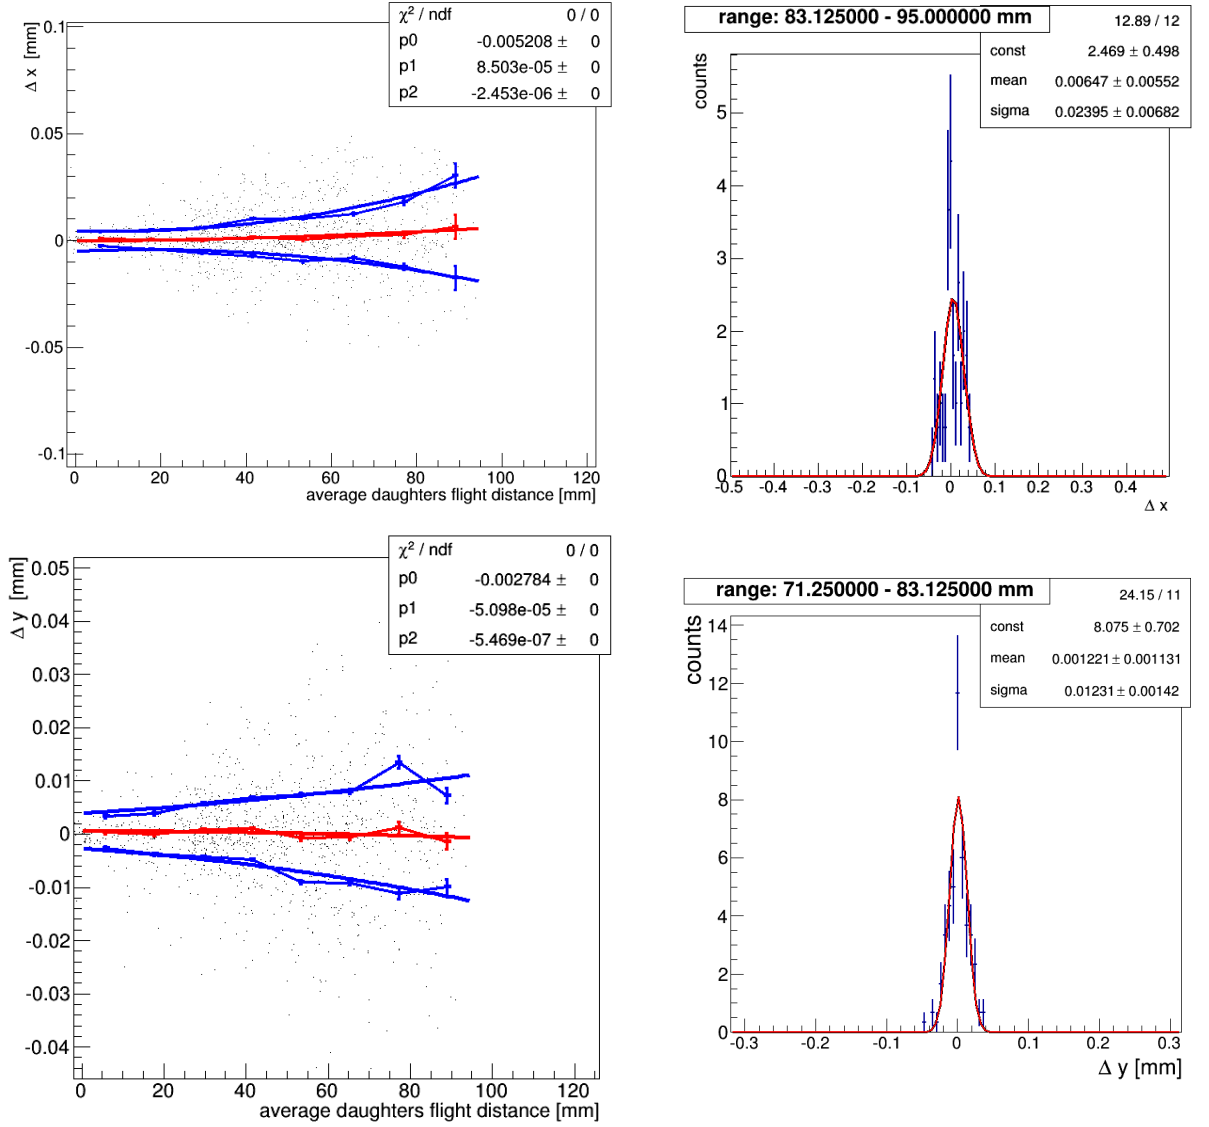 χ² / ndf 0 / 0
p0 -0.005208 ± 0
p1 8.503e-05 ± 0
p2 -2.453e-06 ± 0
Δ x [mm]
0.1
0.05
0
-0.05
-0.1
0 20 40 60 80 100 120
average daughters flight distance [mm]
range: 83.125000 - 95.000000 mm
12.89 / 12
const 2.469 ± 0.498
mean 0.00647 ± 0.00552
sigma 0.02395 ± 0.00682
counts
5
4
3
2
1
0
-0.5 -0.4 -0.3 -0.2 -0.1 0 0.1 0.2 0.3 0.4
Δ x
χ² / ndf 0 / 0
p0 -0.002784 ± 0
p1 -5.098e-05 ± 0
p2 -5.469e-07 ± 0
Δ y [mm]
0.05
0.04
0.03
0.02
0.01
0
-0.01
-0.02
-0.03
-0.04
0 20 40 60 80 100 120
average daughters flight distance [mm]
range: 71.250000 - 83.125000 mm
24.15 / 11
const 8.075 ± 0.702
mean 0.001221 ± 0.001131
sigma 0.01231 ± 0.00142
counts
14
12
10
8
6
4
2
0
-0.3 -0.2 -0.1 0 0.1 0.2 0.3
Δ y [mm]